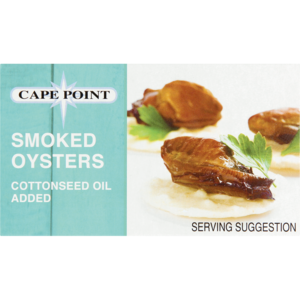 CAPE POINT
SMOKED
OYSTERS
COTTONSEED OIL
ADDED
SERVING SUGGESTION